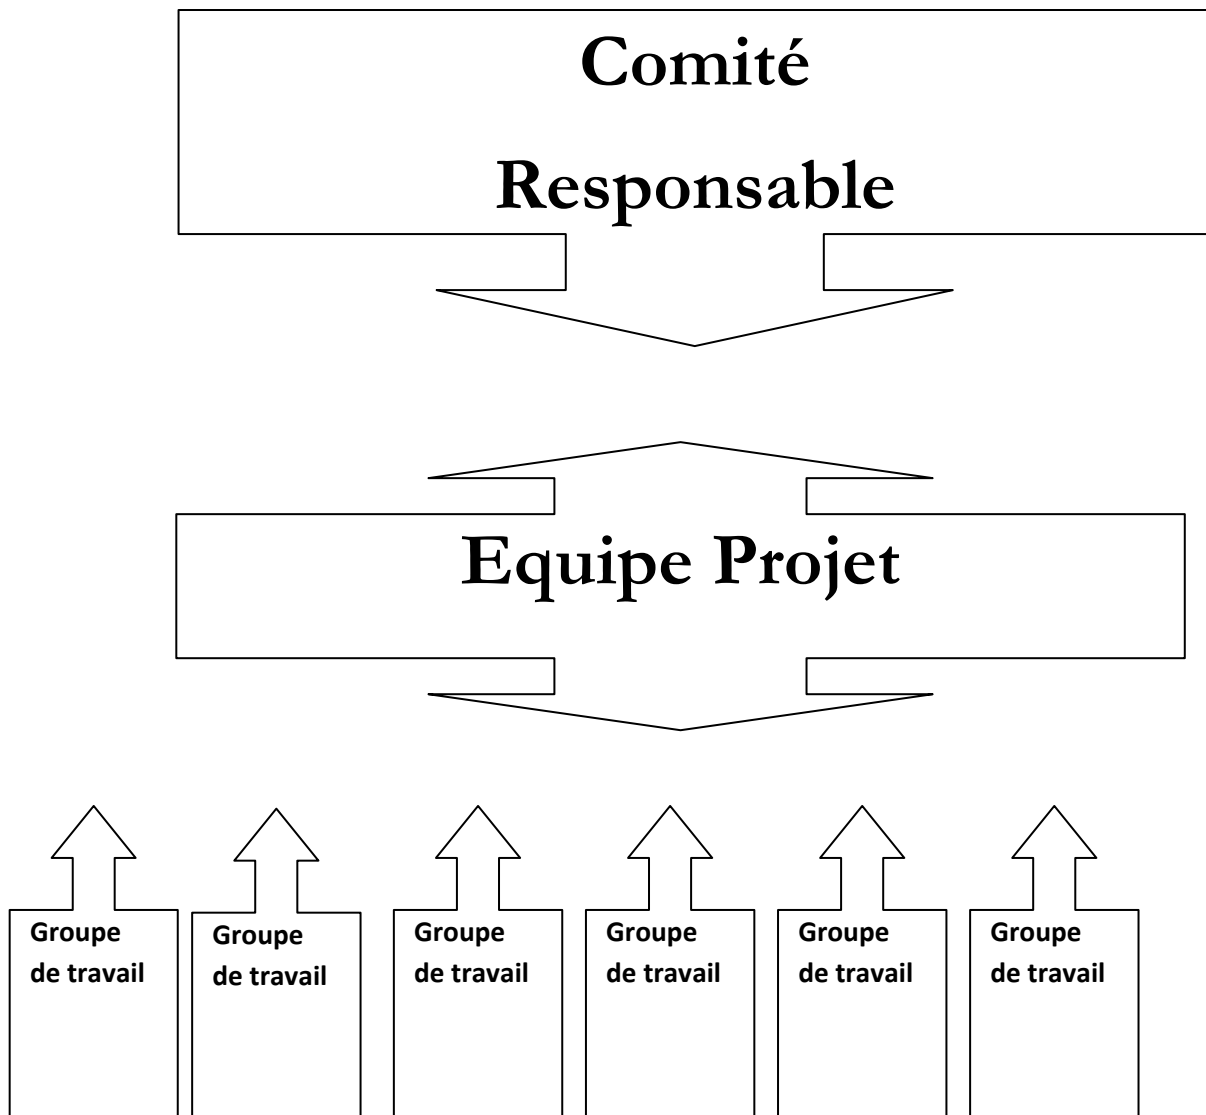 Comité
Responsable
Equipe Projet
Groupe
de travail
Groupe
de travail
Groupe
de travail
Groupe
de travail
Groupe
de travail
Groupe
de travail